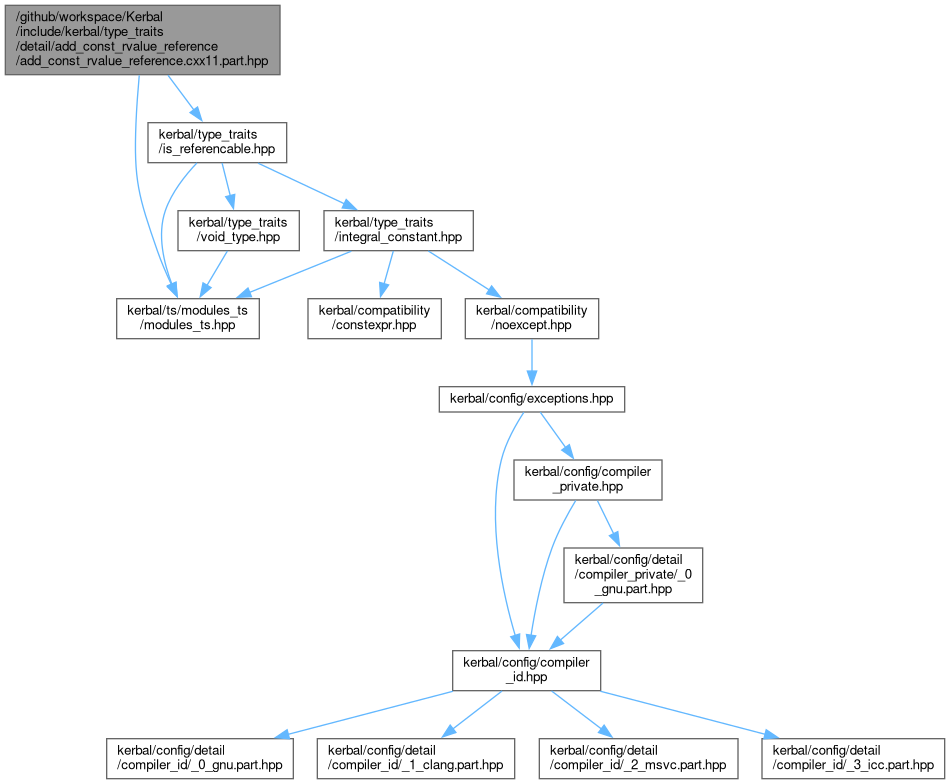 /github/workspace/Kerbal
/include/kerbal/type_traits
/detail/add_const_rvalue_reference
/add_const_rvalue_reference.cxx11.part.hpp
kerbal/type_traits
/is_referencable.hpp
kerbal/type_traits
/void_type.hpp
kerbal/type_traits
/integral_constant.hpp
kerbal/ts/modules_ts
/modules_ts.hpp
kerbal/compatibility
/constexpr.hpp
kerbal/compatibility
/noexcept.hpp
kerbal/config/exceptions.hpp
kerbal/config/compiler
_private.hpp
kerbal/config/detail
/compiler_private/_0
_gnu.part.hpp
kerbal/config/compiler
_id.hpp
kerbal/config/detail
/compiler_id/_0_gnu.part.hpp
kerbal/config/detail
/compiler_id/_1_clang.part.hpp
kerbal/config/detail
/compiler_id/_2_msvc.part.hpp
kerbal/config/detail
/compiler_id/_3_icc.part.hpp